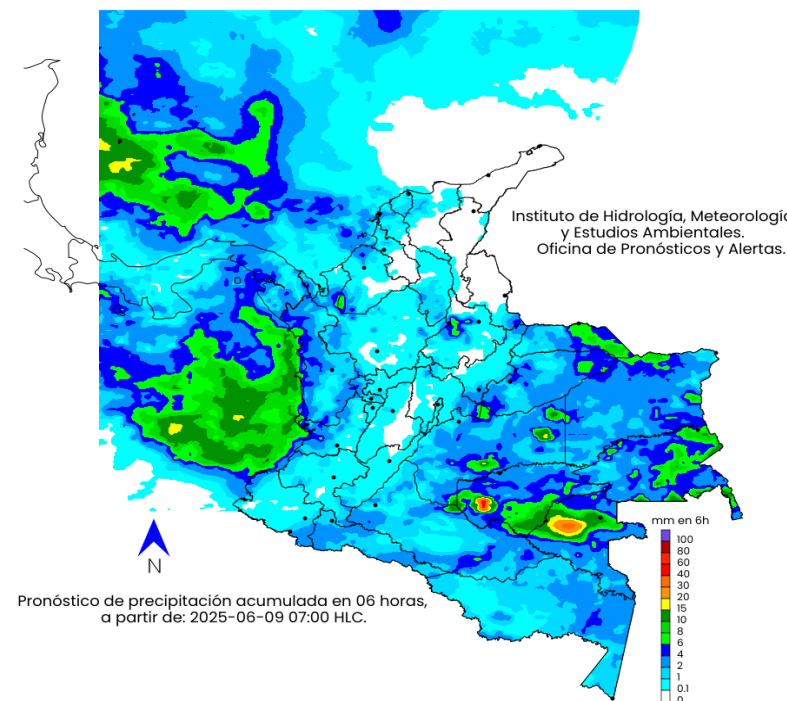 Instituto de Hidrología, Meteorología
y Estudios Ambientales.
Oficina de Pronósticos y Alertas.
N
Pronóstico de precipitación acumulada en 06 horas,
a partir de: 2025-06-09 07:00 HLC.
mm en 6h
100
80
60
40
30
20
15
10
8
6
4
2
1
0.1
0